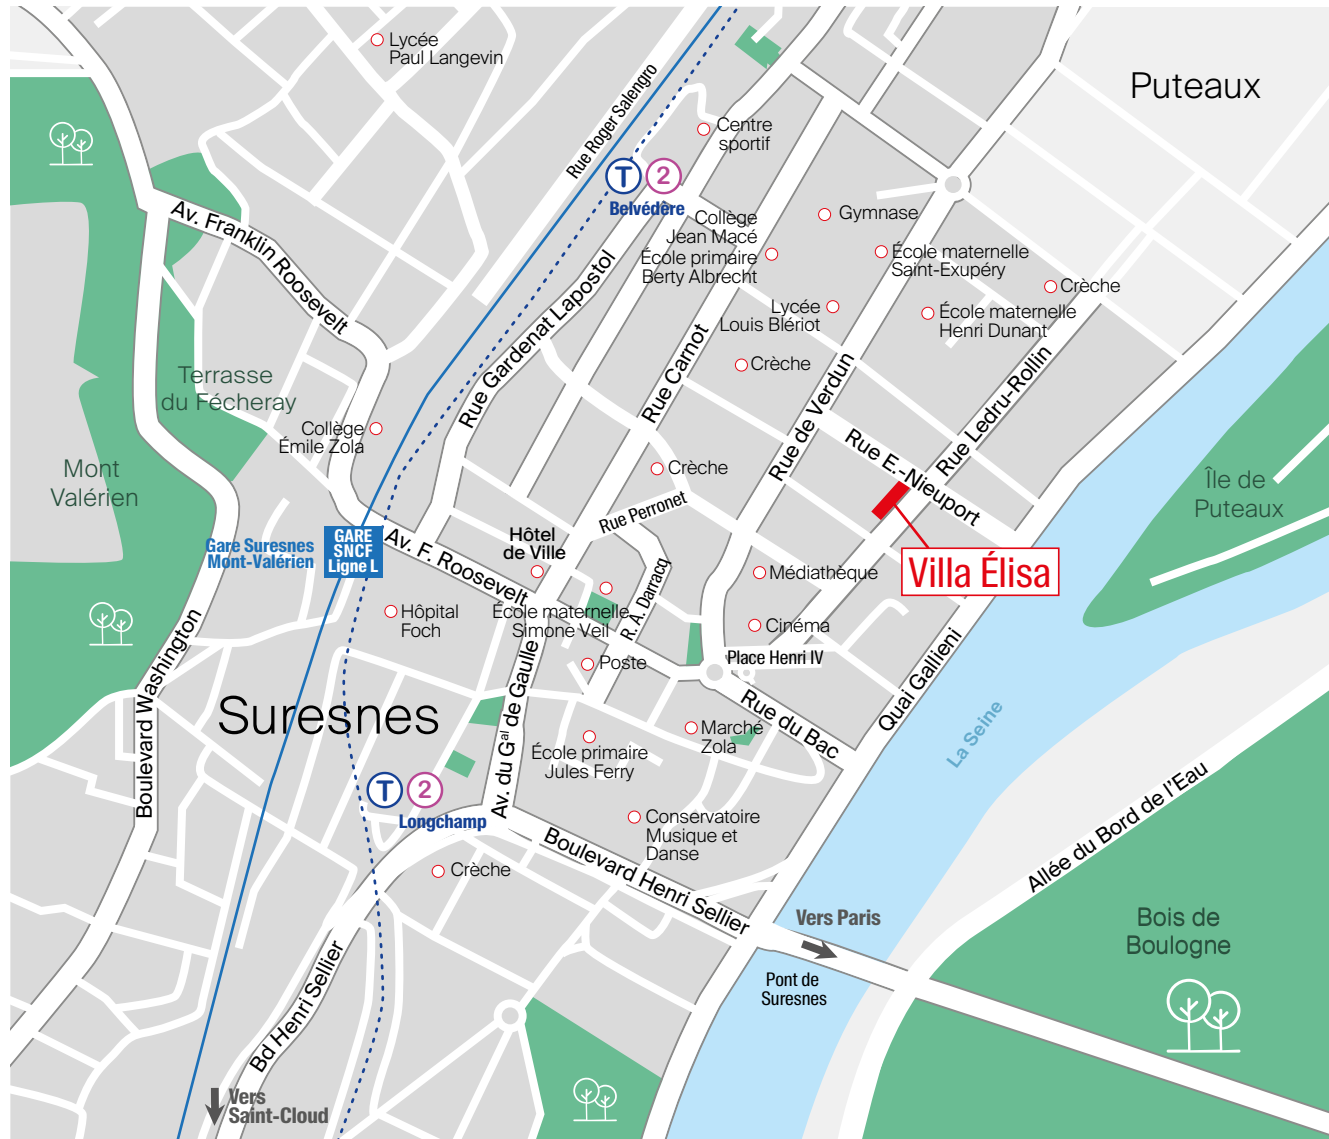 Lycée
Paul Langevin
Rue Roger Salengro
Puteaux
Centre
sportif
T
2
Belvédère
Av. Franklin Roosevelt
Collège
Jean Macé
École primaire
Berty Albrecht
Gymnase
École maternelle
Saint-Exupéry
Crèche
École maternelle
Henri Dunant
Lycée
Louis Blériot
Crèche
Rue Gardenat Lapostol
Rue Carnot
Rue de Verdun
Rue Ledru-Rollin
Rue E.-Nieuport
Terrasse
du Fécheray
Collège
Émile Zola
Mont
Valérien
Crèche
Rue Perronet
Île de
Puteaux
Gare Suresnes
Mont-Valérien
GARE
SNCF
Ligne L
Av. F. Roosevelt
Hôtel
de Ville
Villa Élisa
Médiathèque
Hôpital
Foch
École maternelle
Simone Veil
R. A. Darracq
Cinéma
Place Henri IV
Poste
Boulevard Washington
Suresnes
Av. du Gal de Gaulle
Rue du Bac
Quai Gallieni
La Seine
Marché
Zola
École primaire
Jules Ferry
T
2
Longchamp
Conservatoire
Musique et
Danse
Boulevard Henri Sellier
Crèche
Allée du Bord de l'Eau
Vers Paris
Bois de
Boulogne
Pont de
Suresnes
Bd Henri Sellier
Vers
Saint-Cloud